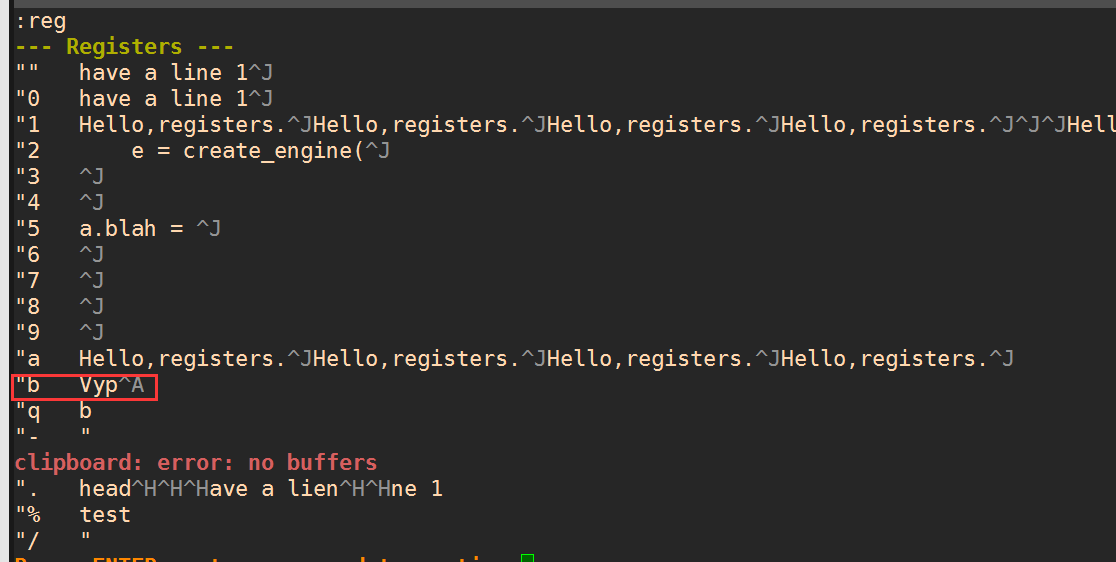 :reg
--- Registers ---
""   have a line 1^J
"0   have a line 1^J
"1   Hello,registers.^JHello,registers.^JHello,registers.^JHello,registers.^J^J^JHell
"2       e = create_engine(^J
"3   ^J
"4   ^J
"5   a.blah = ^J
"6   ^J
"7   ^J
"8   ^J
"9   ^J
"a   Hello,registers.^JHello,registers.^JHello,registers.^JHello,registers.^J
"b   Vyp^A
"q   b
"-   "
clipboard: error: no buffers
".   head^H^H^Have a lien^H^Hne 1
"%   test
"/   "
ENTER